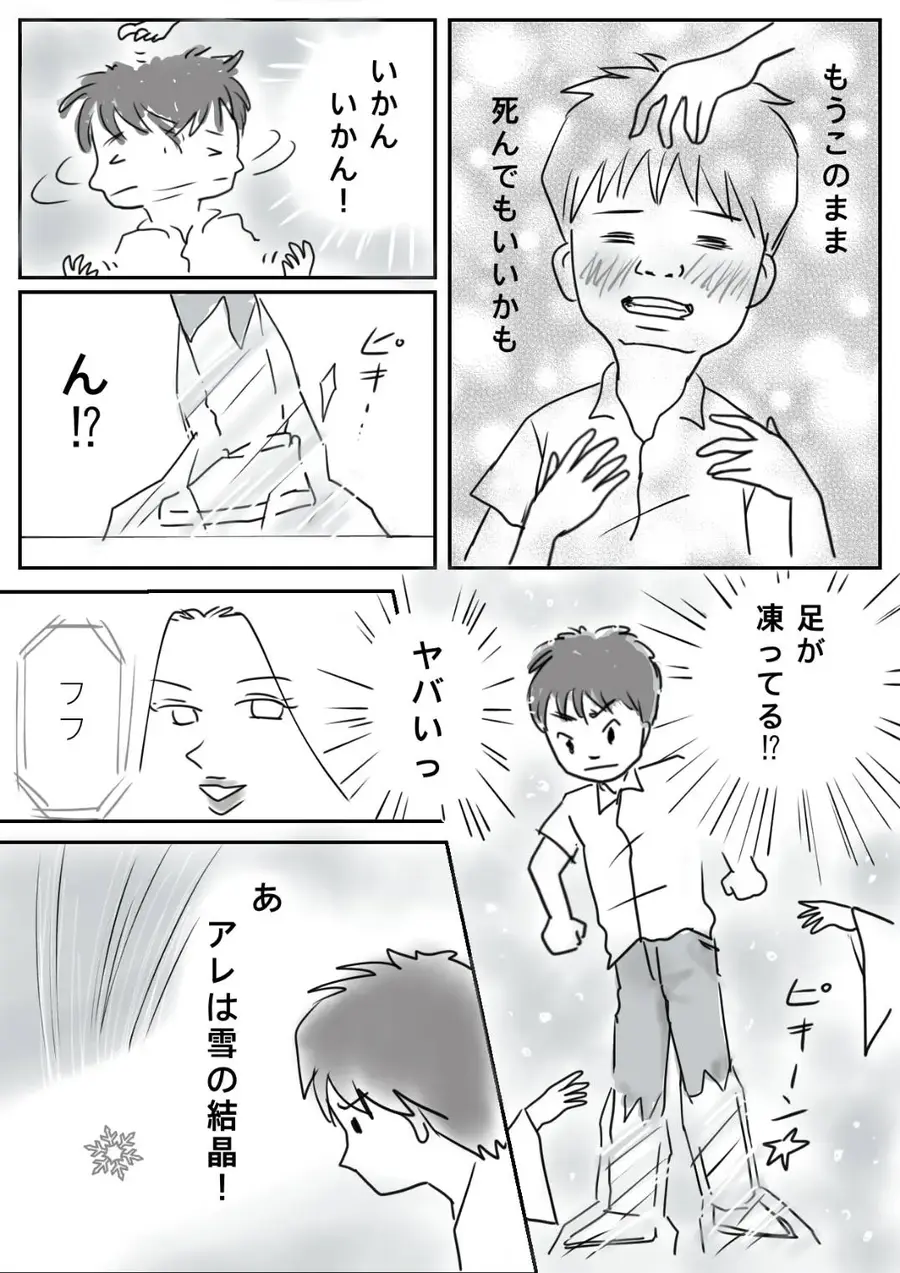 もうこのまま
死んでもいいかも
いかん
いかん！
ピキ…
ん⁉
足が
凍ってる⁉
ピキーン☆
ヤバいっ
フフ
あ
アレは雪の結晶！